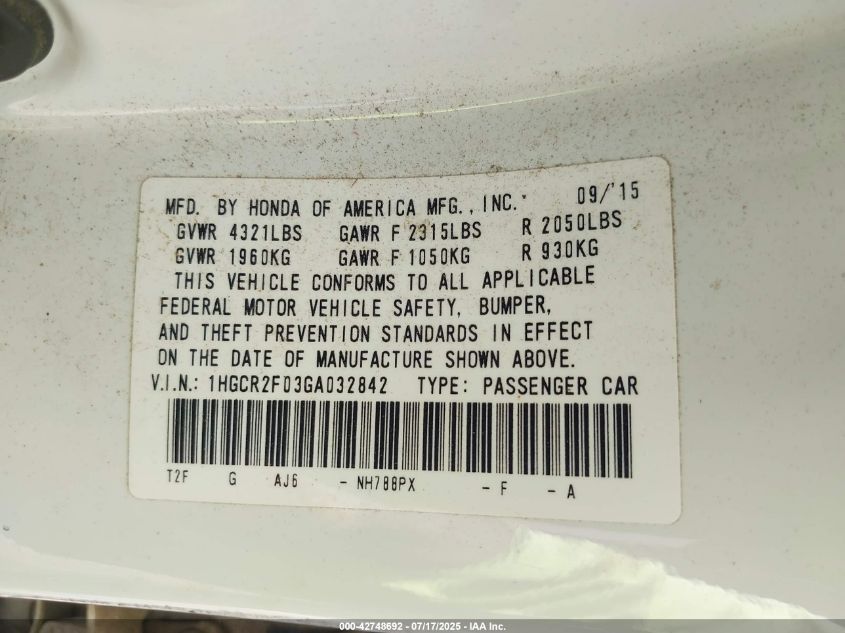 MFD. BY HONDA OF AMERICA MFG., INC. 09/'15
GVWR 4321LBS GAWR F 2315LBS R 2050LBS
GVWR 1960KG GAWR F 1050KG R 930KG
THIS VEHICLE CONFORMS TO ALL APPLICABLE
FEDERAL MOTOR VEHICLE SAFETY, BUMPER,
AND THEFT PREVENTION STANDARDS IN EFFECT
ON THE DATE OF MANUFACTURE SHOWN ABOVE.
V.I.N.: 1HGCR2F03GA032842 TYPE: PASSENGER CAR
T2F G AJ6 - NH788PX - F - A
000-42748692 - 07/17/2025 - IAA Inc.